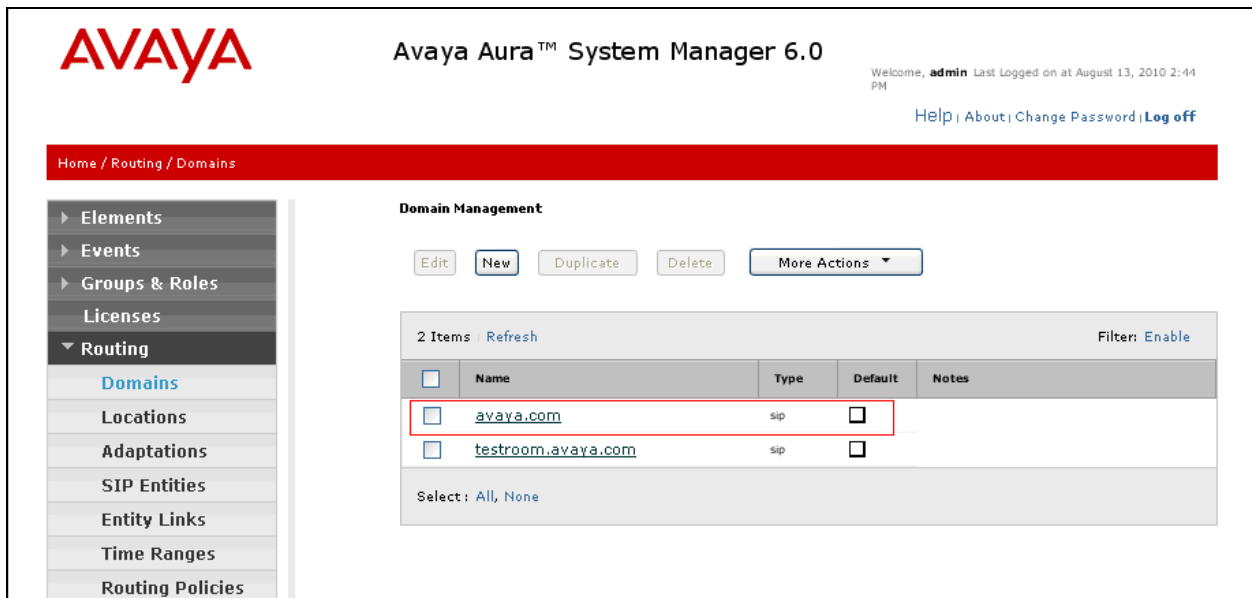 AVAYA
Avaya Aura™ System Manager 6.0
Welcome, admin Last Logged on at August 13, 2010 2:44
PM
Help | About | Change Password | Log off
Home / Routing / Domains
Elements
Events
Groups & Roles
Licenses
Routing
Domains
Locations
Adaptations
SIP Entities
Entity Links
Time Ranges
Routing Policies
Domain Management
Edit New Duplicate Delete More Actions
2 Items | Refresh Filter: Enable
Name Type Default Notes
avaya.com sip
testroom.avaya.com sip
Select : All, None